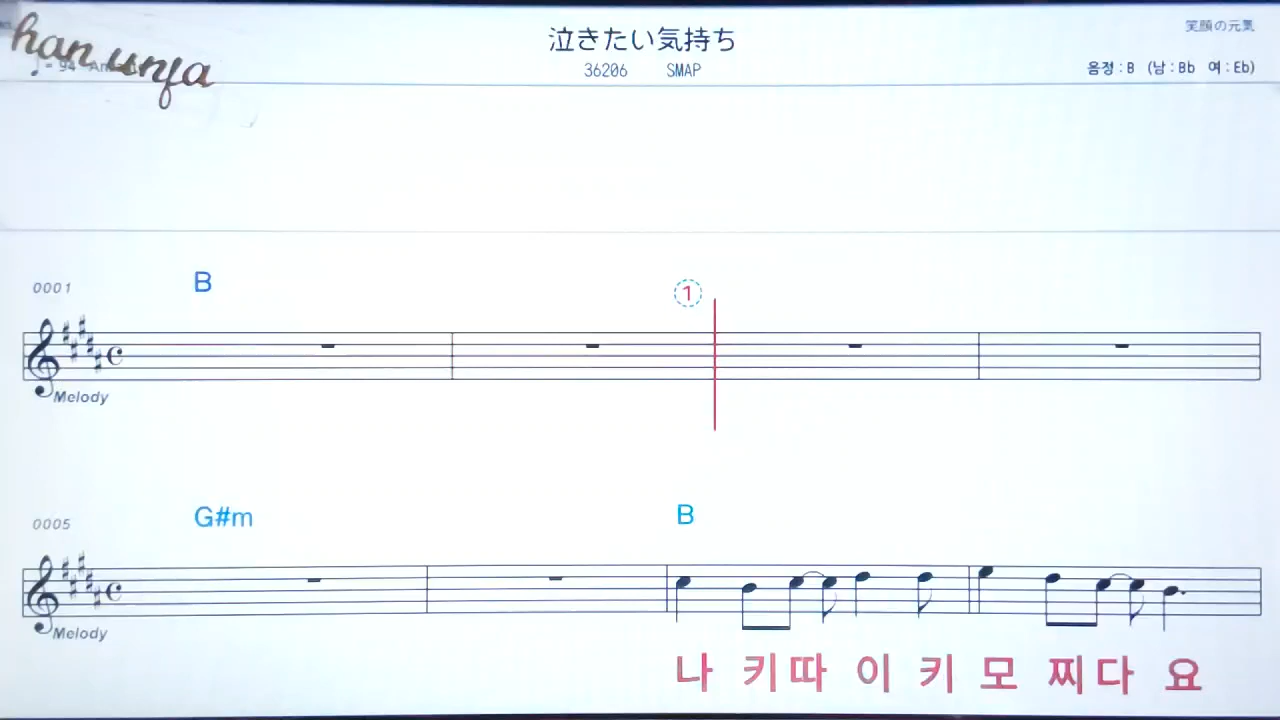 han unja
泣きたい気持ち
笑顔の元気
♩= 94
36206 SMAP
음정 : B (남 : Bb 여 : Eb)
0001
B
①
Melody
0005
G#m
B
Melody
나 키 따 이 키 모 찌 다 요